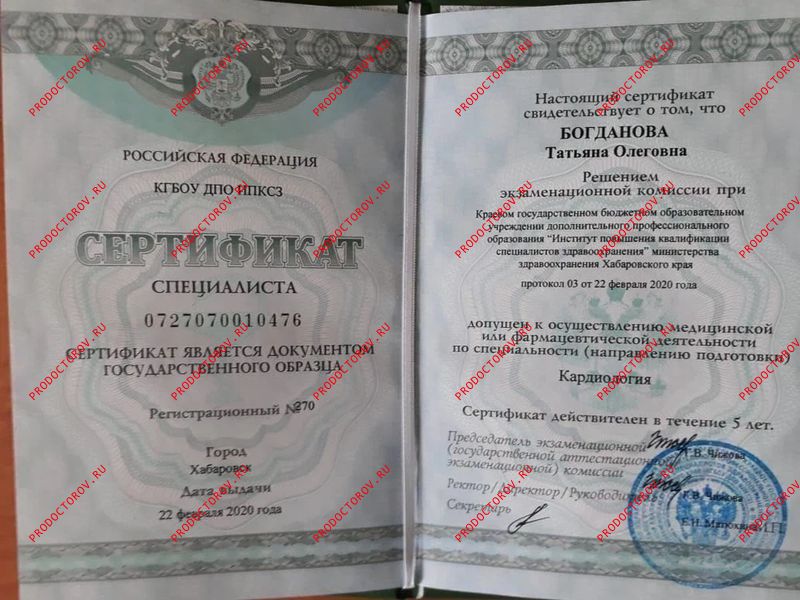 РОССИЙСКАЯ ФЕДЕРАЦИЯ
КГБОУ ДПО ИПКСЗ
СЕРТИФИКАТ
СПЕЦИАЛИСТА
0727070010476
СЕРТИФИКАТ ЯВЛЯЕТСЯ ДОКУМЕНТОМ
ГОСУДАРСТВЕННОГО ОБРАЗЦА
Регистрационный №270
Город
Хабаровск
Дата выдачи
22 февраля 2020 года
Настоящий сертификат
свидетельствует о том, что
БОГДАНОВА
Татьяна Олеговна
Решением
экзаменационной комиссии при
Краевом государственном бюджетном образовательном
учреждении дополнительного профессионального
образования "Институт повышения квалификации
специалистов здравоохранения" министерства
здравоохранения Хабаровского края
протокол 03 от 22 февраля 2020 года
допущен к осуществлению медицинской
или фармацевтической деятельности
по специальности (направлению подготовки)
Кардиология
Сертификат действителен в течение 5 лет.
Председатель экзаменационной
(государственной аттестационной
экзаменационной) комиссии
Г.В. Чижова
Ректор/Директор/Руководитель
Г.В. Чижова
Секретарь
М.П.
PRODOCTOROV.RU